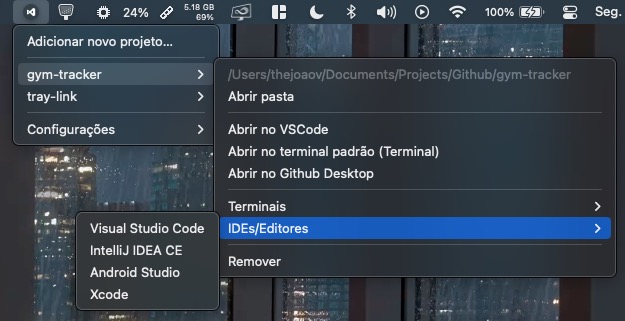 24%
5.18 GB
69%
100%
Seg.
Adicionar novo projeto...
gym-tracker
tray-link
Configurações
/Users/thejoaov/Documents/Projects/Github/gym-tracker
Abrir pasta
Abrir no VSCode
Abrir no terminal padrão (Terminal)
Abrir no Github Desktop
Terminais
IDEs/Editores
Remover
Visual Studio Code
IntelliJ IDEA CE
Android Studio
Xcode